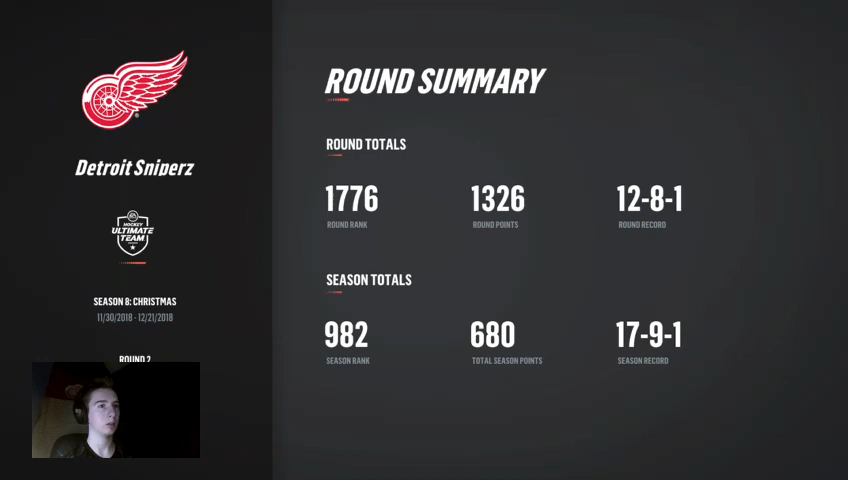 Detroit Sniperz
EA
HOCKEY
ULTIMATE
TEAM
SEASON 8: CHRISTMAS
11/30/2018 - 12/21/2018
ROUND 2
ROUND SUMMARY
ROUND TOTALS
1776 1326 12-8-1
ROUND RANK ROUND POINTS ROUND RECORD
SEASON TOTALS
982 680 17-9-1
SEASON RANK TOTAL SEASON POINTS SEASON RECORD